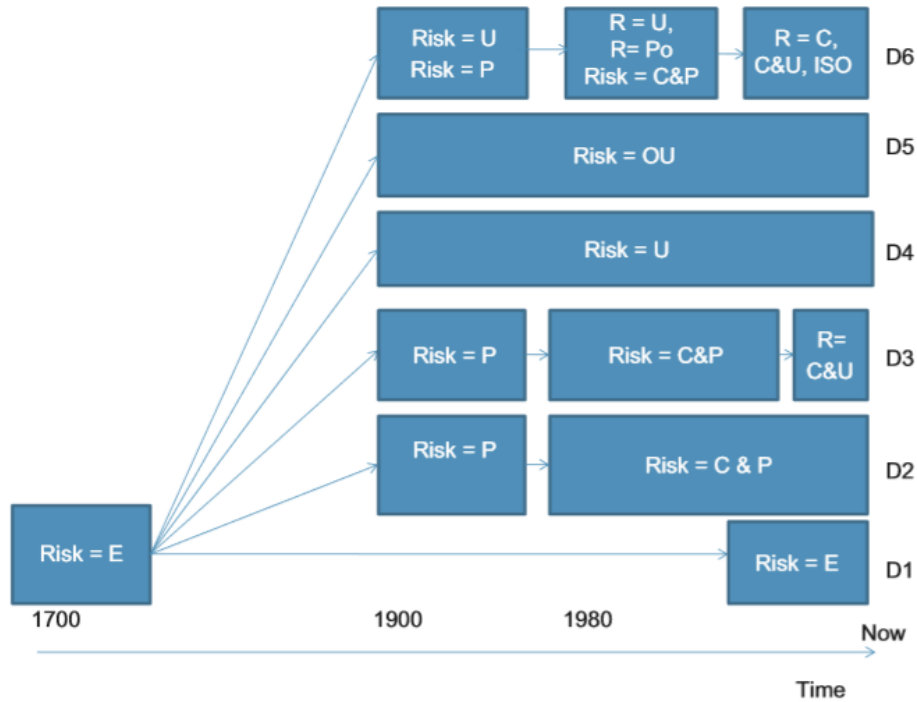 Risk = U
Risk = P
R = U,
R= Po
Risk = C&P
R = C,
C&U, ISO
D6
Risk = OU
D5
Risk = U
D4
Risk = P
Risk = C&P
R=
C&U
D3
Risk = P
Risk = C & P
D2
Risk = E
Risk = E
D1
1700
1900
1980
Now
Time